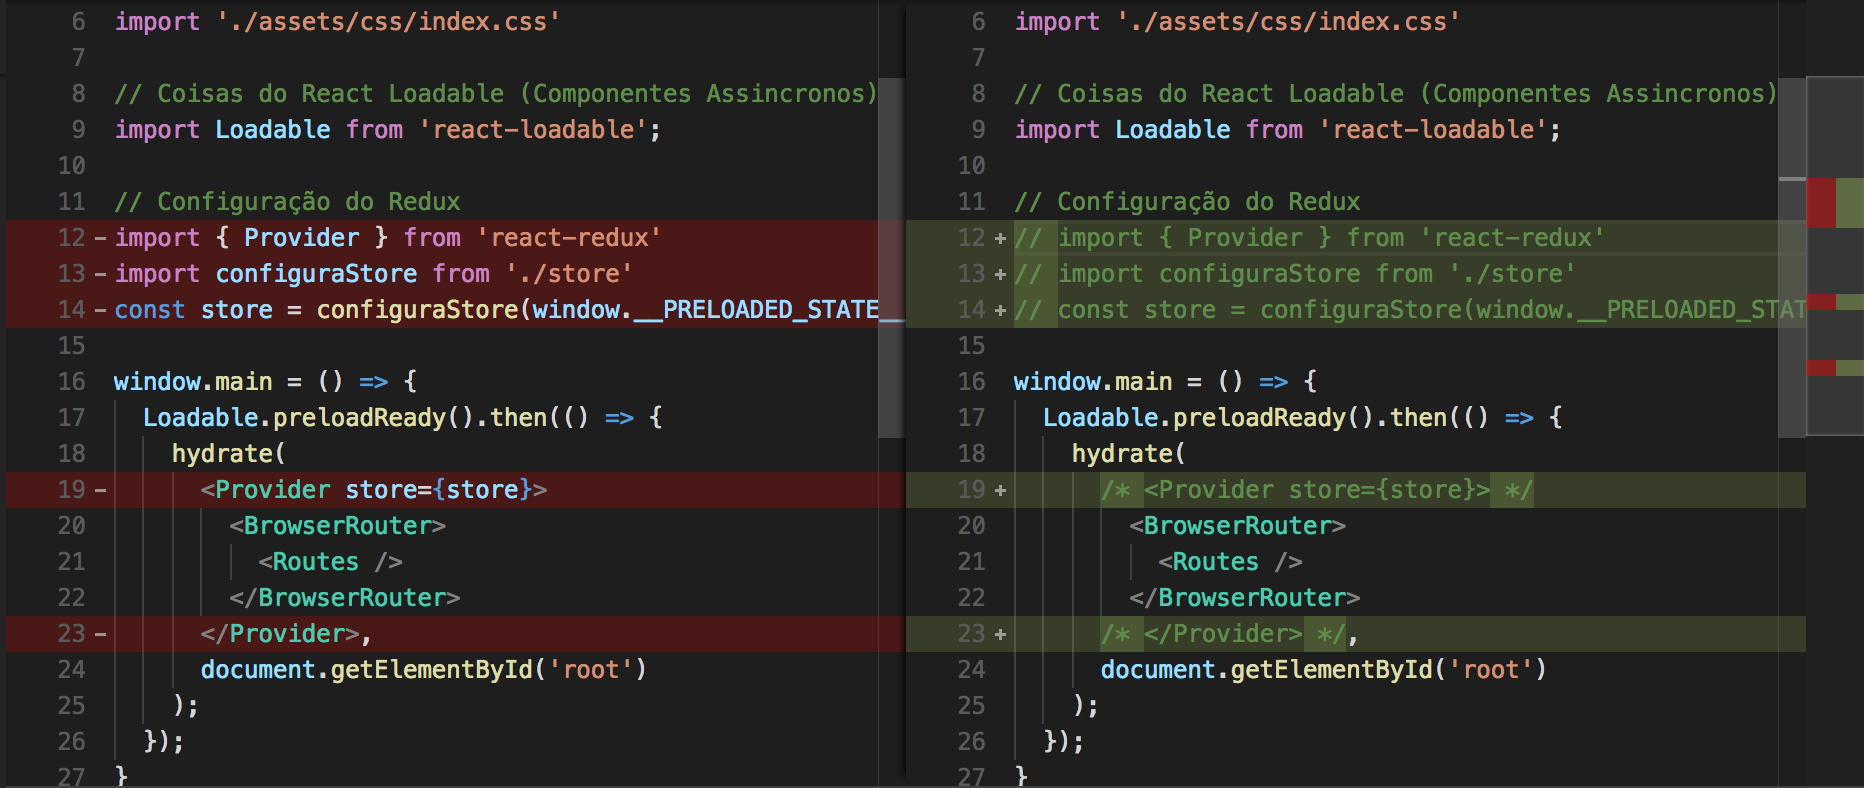 6 import './assets/css/index.css'
7
8 // Coisas do React Loadable (Componentes Assincronos)
9 import Loadable from 'react-loadable';
10
11 // Configuração do Redux
12 − import { Provider } from 'react-redux'
13 − import configuraStore from './store'
14 − const store = configuraStore(window.__PRELOADED_STATE__
15
16 window.main = () => {
17 Loadable.preloadReady().then(() => {
18 hydrate(
19 − <Provider store={store}>
20 <BrowserRouter>
21 <Routes />
22 </BrowserRouter>
23 − </Provider>,
24 document.getElementById('root')
25 );
26 });
27 }
6 import './assets/css/index.css'
7
8 // Coisas do React Loadable (Componentes Assincronos)
9 import Loadable from 'react-loadable';
10
11 // Configuração do Redux
12 + // import { Provider } from 'react-redux'
13 + // import configuraStore from './store'
14 + // const store = configuraStore(window.__PRELOADED_STAT
15
16 window.main = () => {
17 Loadable.preloadReady().then(() => {
18 hydrate(
19 + /* <Provider store={store}> */
20 <BrowserRouter>
21 <Routes />
22 </BrowserRouter>
23 + /* </Provider> */,
24 document.getElementById('root')
25 );
26 });
27 }